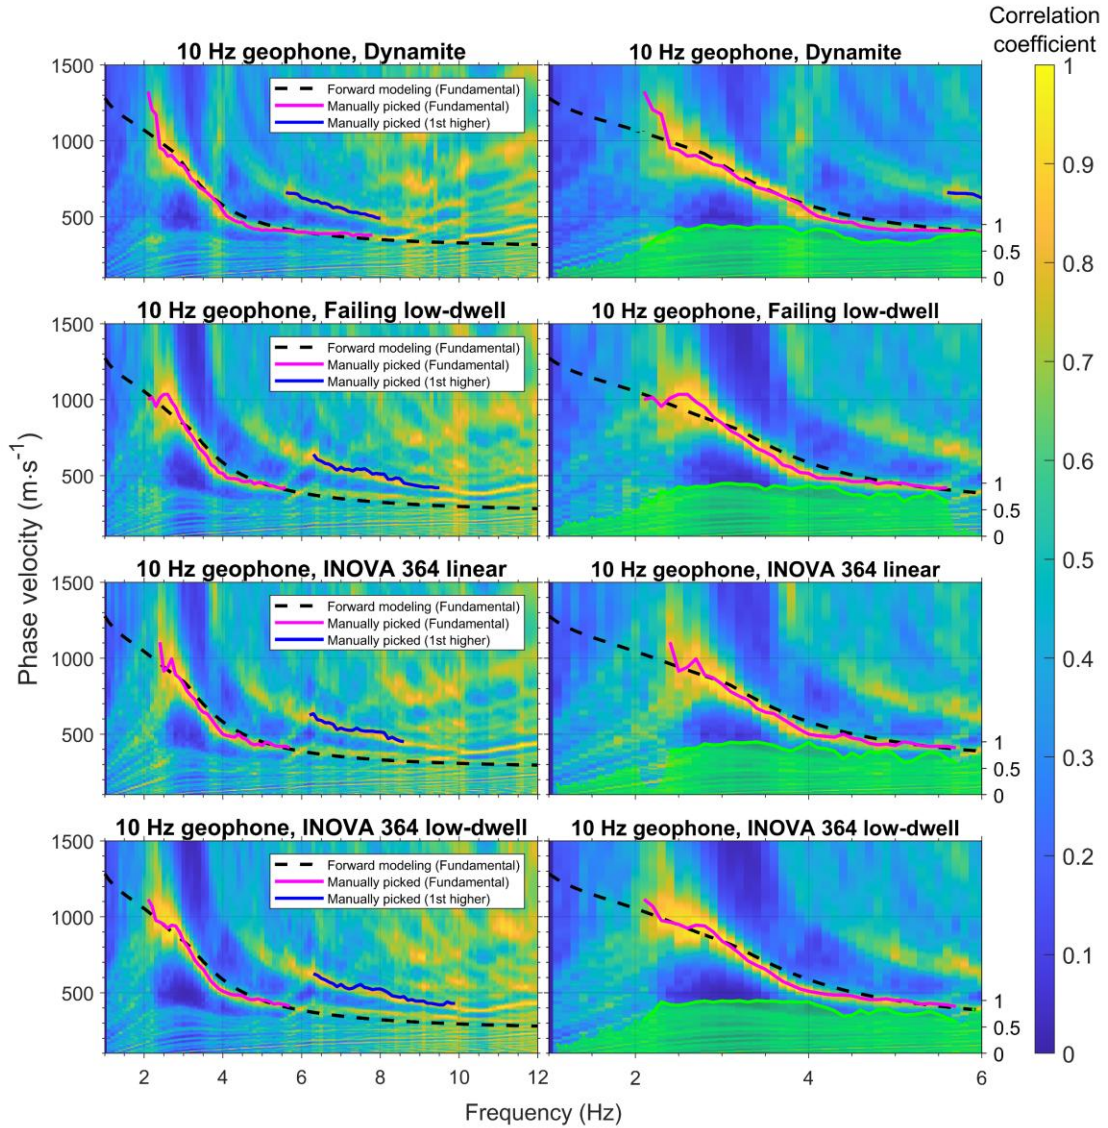 Correlation
coefficient
10 Hz geophone, Dynamite
10 Hz geophone, Dynamite
1500
1000
500
Forward modeling (Fundamental)
Manually picked (Fundamental)
Manually picked (1st higher)
1
0.5
0
10 Hz geophone, Failing low-dwell
10 Hz geophone, Failing low-dwell
1500
1000
500
Forward modeling (Fundamental)
Manually picked (Fundamental)
Manually picked (1st higher)
1
0.5
0
10 Hz geophone, INOVA 364 linear
10 Hz geophone, INOVA 364 linear
1500
1000
500
Forward modeling (Fundamental)
Manually picked (Fundamental)
Manually picked (1st higher)
1
0.5
0
10 Hz geophone, INOVA 364 low-dwell
10 Hz geophone, INOVA 364 low-dwell
1500
1000
500
Forward modeling (Fundamental)
Manually picked (Fundamental)
Manually picked (1st higher)
1
0.5
0
2 4 6 8 10 12
2 4 6
Phase velocity (m·s⁻¹)
Frequency (Hz)
1
0.9
0.8
0.7
0.6
0.5
0.4
0.3
0.2
0.1
0